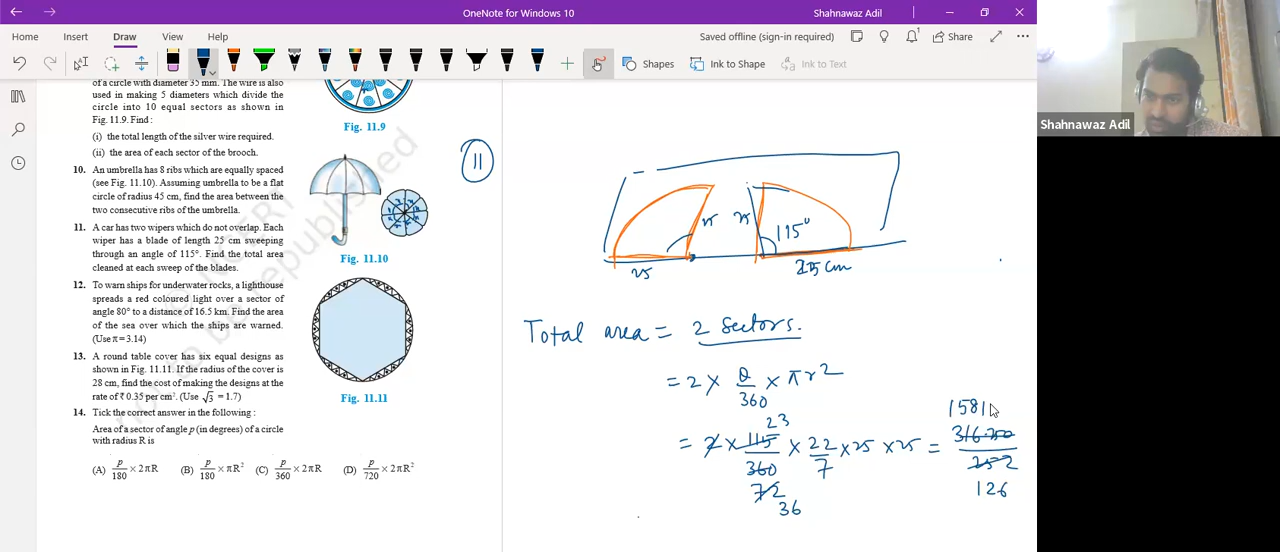 OneNote for Windows 10
Shahnawaz Adil
Home Insert Draw View Help
Saved offline (sign in required) Share
Shapes Ink to Shape Ink to Text
of a circle with diameter 35 mm. The wire is also
used in making 5 diameters which divide the
circle into 10 equal sectors as shown in
Fig. 11.9. Find :
(i) the total length of the silver wire required.
(ii) the area of each sector of the brooch.
Fig. 11.9
10. An umbrella has 8 ribs which are equally spaced
(see Fig. 11.10). Assuming umbrella to be a flat
circle of radius 45 cm, find the area between the
two consecutive ribs of the umbrella.
11. A car has two wipers which do not overlap. Each
wiper has a blade of length 25 cm sweeping
through an angle of 115°. Find the total area
cleaned at each sweep of the blades.
Fig. 11.10
12. To warn ships for underwater rocks, a lighthouse
spreads a red coloured light over a sector of
angle 80° to a distance of 16.5 km. Find the area
of the sea over which the ships are warned.
(Use π = 3.14)
13. A round table cover has six equal designs as
shown in Fig. 11.11. If the radius of the cover is
28 cm, find the cost of making the designs at the
rate of ₹ 0.35 per cm². (Use √3 = 1.7)
Fig. 11.11
14. Tick the correct answer in the following :
Area of a sector of angle p (in degrees) of a circle
with radius R is
(A) p/180 × 2πR (B) p/180 × πR² (C) p/360 × 2πR (D) p/720 × 2πR²
11
25 25
115°
25 25 cm
Total area = 2 sectors.
= 2 × θ/360 × πr²
23 1581
= 2 × 115/360 × 22/7 × 25 × 25 = 316250/252
72 126
36
Shahnawaz Adil